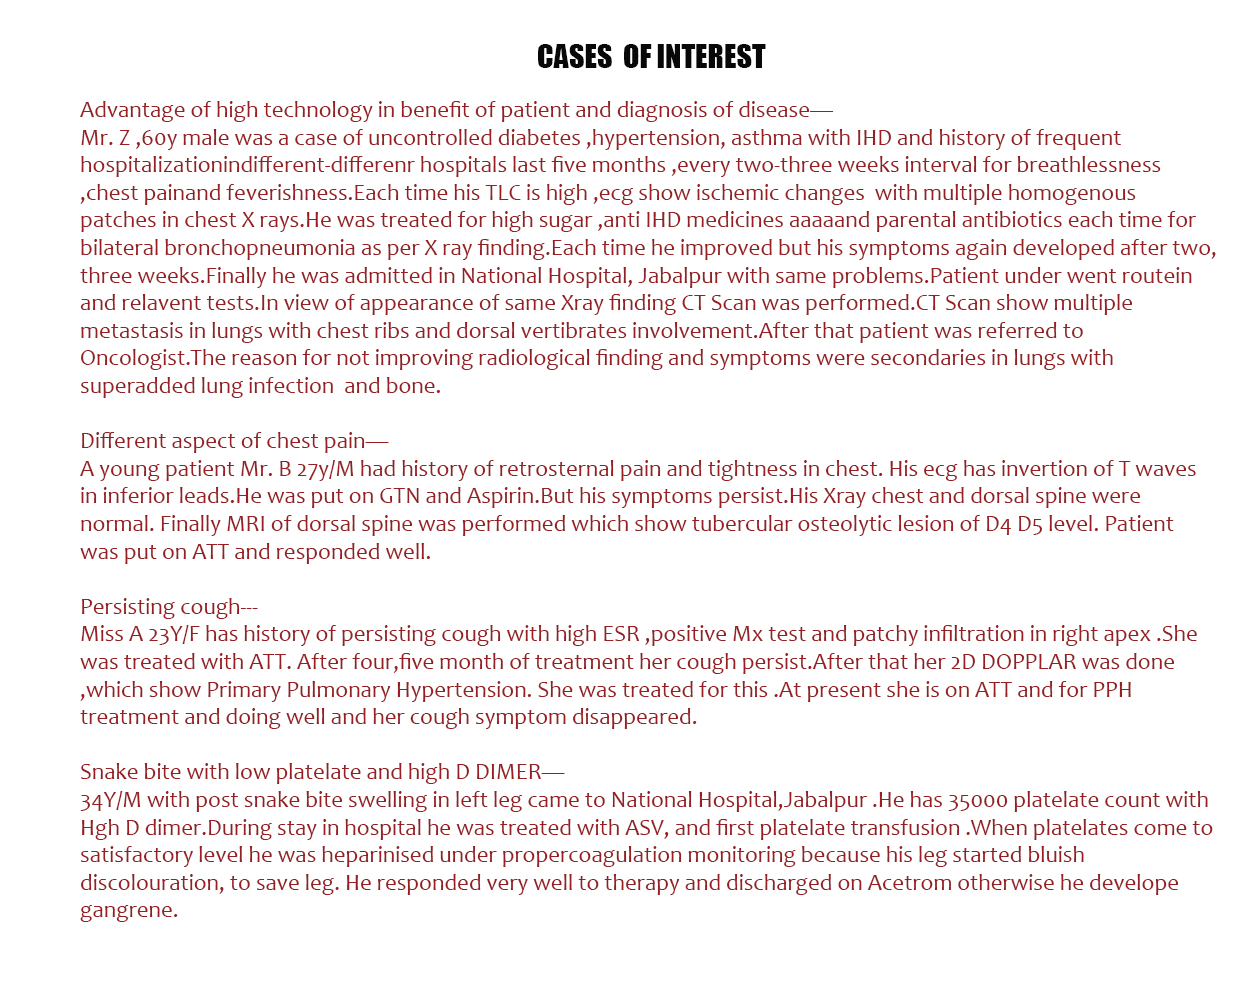 CASES OF INTEREST
Advantage of high technology in benefit of patient and diagnosis of disease—
Mr. Z ,60y male was a case of uncontrolled diabetes ,hypertension, asthma with IHD and history of frequent
hospitalizationindifferent-differenr hospitals last five months ,every two-three weeks interval for breathlessness
,chest painand feverishness.Each time his TLC is high ,ecg show ischemic changes  with multiple homogenous
patches in chest X rays.He was treated for high sugar ,anti IHD medicines aaaaand parental antibiotics each time for
bilateral bronchopneumonia as per X ray finding.Each time he improved but his symptoms again developed after two,
three weeks.Finally he was admitted in National Hospital, Jabalpur with same problems.Patient under went routein
and relavent tests.In view of appearance of same Xray finding CT Scan was performed.CT Scan show multiple
metastasis in lungs with chest ribs and dorsal vertibrates involvement.After that patient was referred to
Oncologist.The reason for not improving radiological finding and symptoms were secondaries in lungs with
superadded lung infection  and bone.
Different aspect of chest pain—
A young patient Mr. B 27y/M had history of retrosternal pain and tightness in chest. His ecg has invertion of T waves
in inferior leads.He was put on GTN and Aspirin.But his symptoms persist.His Xray chest and dorsal spine were
normal. Finally MRI of dorsal spine was performed which show tubercular osteolytic lesion of D4 D5 level. Patient
was put on ATT and responded well.
Persisting cough---
Miss A 23Y/F has history of persisting cough with high ESR ,positive Mx test and patchy infiltration in right apex .She
was treated with ATT. After four,five month of treatment her cough persist.After that her 2D DOPPLAR was done
,which show Primary Pulmonary Hypertension. She was treated for this .At present she is on ATT and for PPH
treatment and doing well and her cough symptom disappeared.
Snake bite with low platelate and high D DIMER—
34Y/M with post snake bite swelling in left leg came to National Hospital,Jabalpur .He has 35000 platelate count with
Hgh D dimer.During stay in hospital he was treated with ASV, and first platelate transfusion .When platelates come to
satisfactory level he was heparinised under propercoagulation monitoring because his leg started bluish
discolouration, to save leg. He responded very well to therapy and discharged on Acetrom otherwise he develope
gangrene.